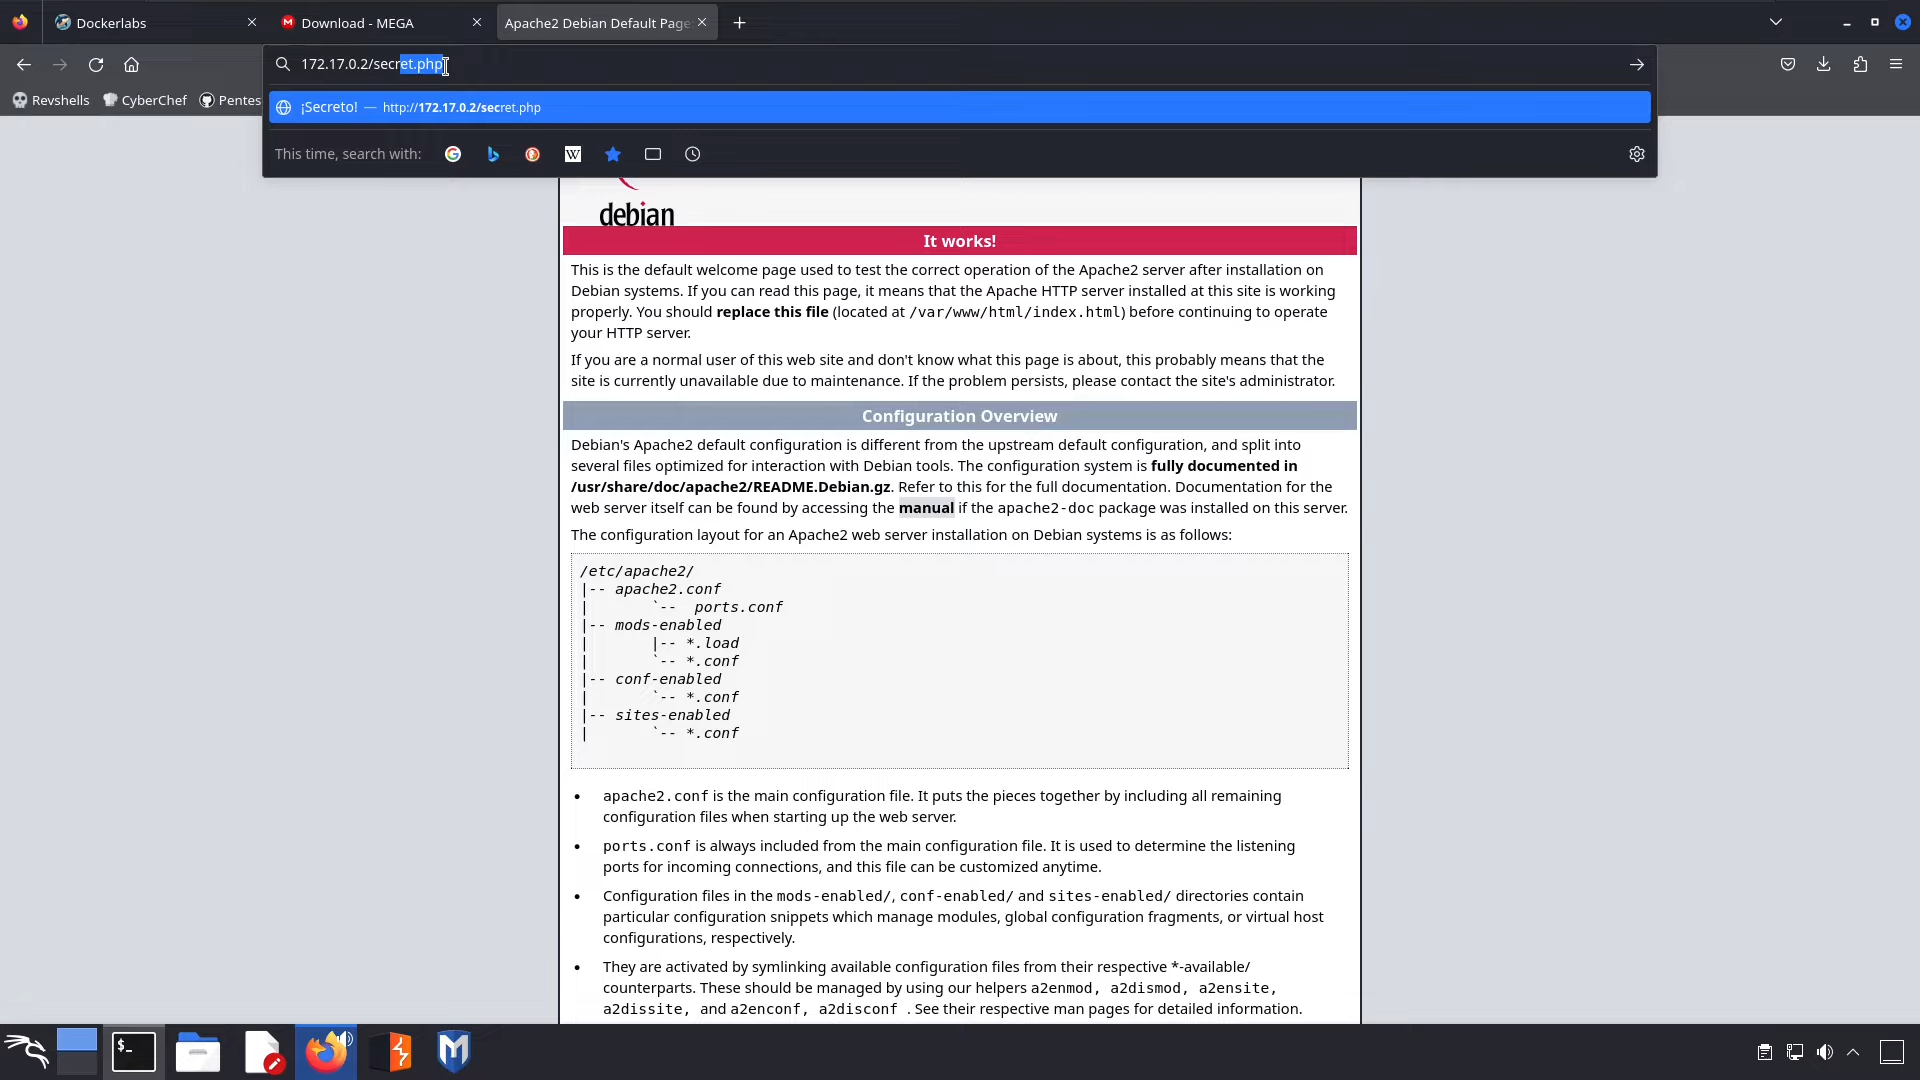 Dockerlabs
Download - MEGA
Apache2 Debian Default Page
172.17.0.2/secret.php
Revshells
CyberChef
Pentes
¡Secreto! — http://172.17.0.2/secret.php
This time, search with:
debian
It works!
This is the default welcome page used to test the correct operation of the Apache2 server after installation on
Debian systems. If you can read this page, it means that the Apache HTTP server installed at this site is working
properly. You should replace this file (located at /var/www/html/index.html) before continuing to operate
your HTTP server.
If you are a normal user of this web site and don't know what this page is about, this probably means that the
site is currently unavailable due to maintenance. If the problem persists, please contact the site's administrator.
Configuration Overview
Debian's Apache2 default configuration is different from the upstream default configuration, and split into
several files optimized for interaction with Debian tools. The configuration system is fully documented in
/usr/share/doc/apache2/README.Debian.gz. Refer to this for the full documentation. Documentation for the
web server itself can be found by accessing the manual if the apache2-doc package was installed on this server.
The configuration layout for an Apache2 web server installation on Debian systems is as follows:
/etc/apache2/
|-- apache2.conf
|       `--  ports.conf
|-- mods-enabled
|       |-- *.load
|       `-- *.conf
|-- conf-enabled
|       `-- *.conf
|-- sites-enabled
|       `-- *.conf
• apache2.conf is the main configuration file. It puts the pieces together by including all remaining
configuration files when starting up the web server.
• ports.conf is always included from the main configuration file. It is used to determine the listening
ports for incoming connections, and this file can be customized anytime.
• Configuration files in the mods-enabled/, conf-enabled/ and sites-enabled/ directories contain
particular configuration snippets which manage modules, global configuration fragments, or virtual host
configurations, respectively.
• They are activated by symlinking available configuration files from their respective *-available/
counterparts. These should be managed by using our helpers a2enmod, a2dismod, a2ensite,
a2dissite, and a2enconf, a2disconf . See their respective man pages for detailed information.